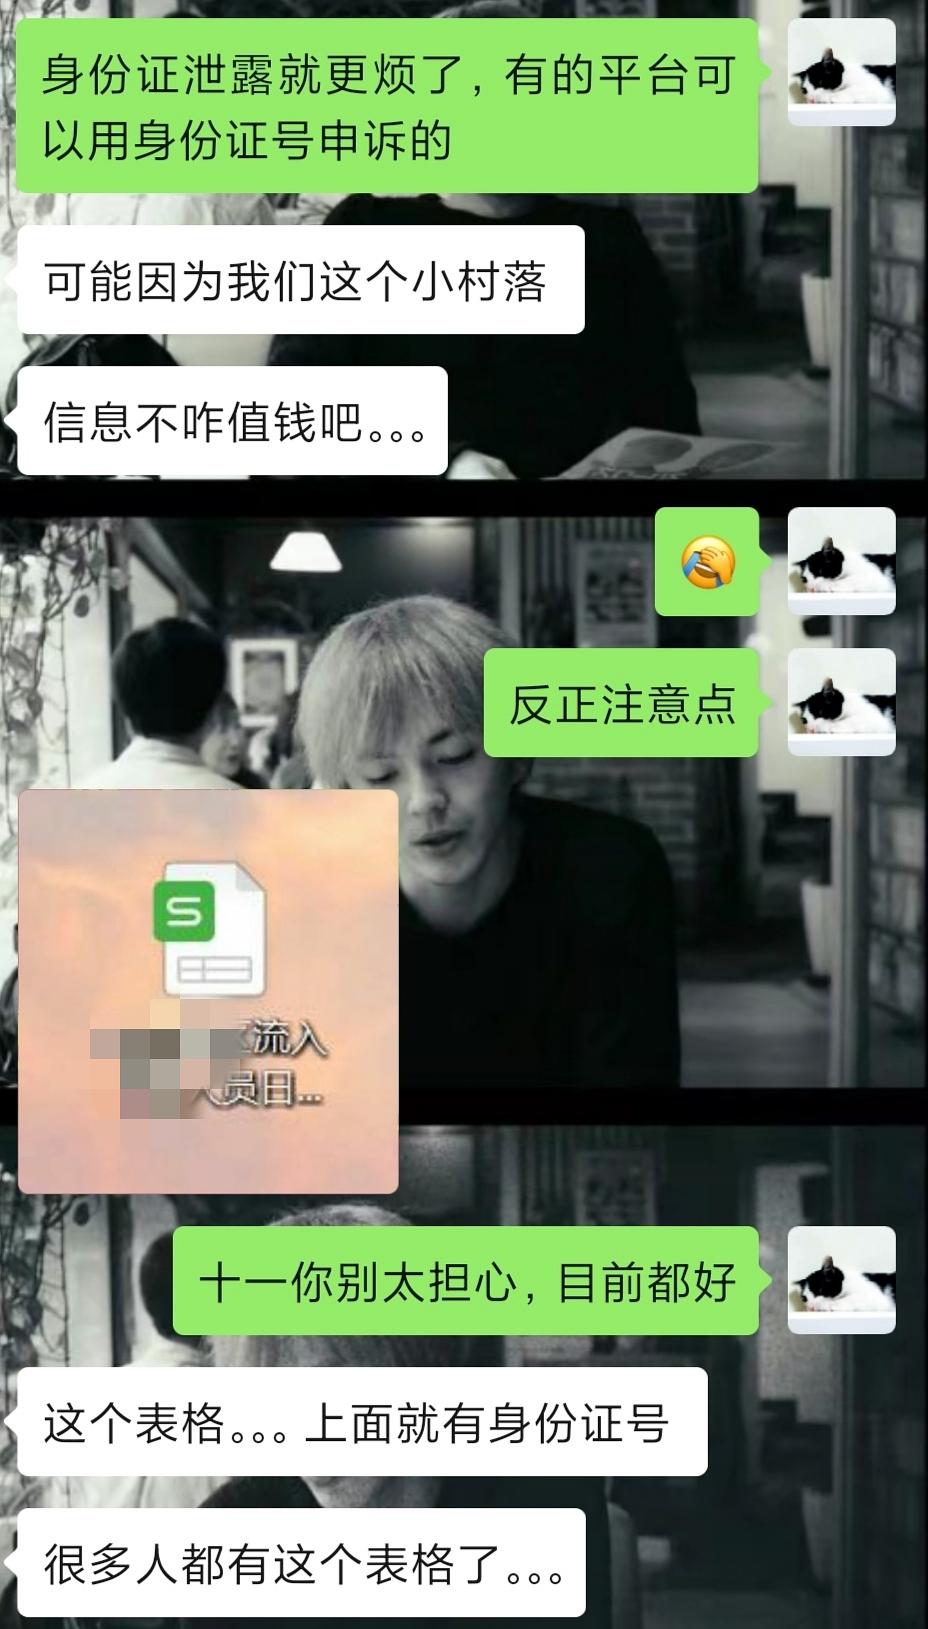 身份证泄露就更烦了，有的平台可
以用身份证号申诉的
可能因为我们这个小村落
信息不咋值钱吧。。。
反正注意点
S
流入
员日...
十一你别太担心，目前都好
这个表格。。。上面就有身份证号
很多人都有这个表格了。。。